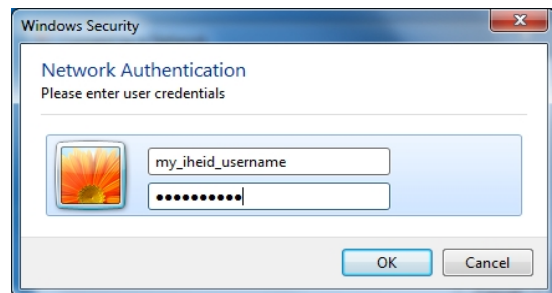 Windows Security
Network Authentication
Please enter user credentials
my_iheid_username
●●●●●●●●●●
OK
Cancel